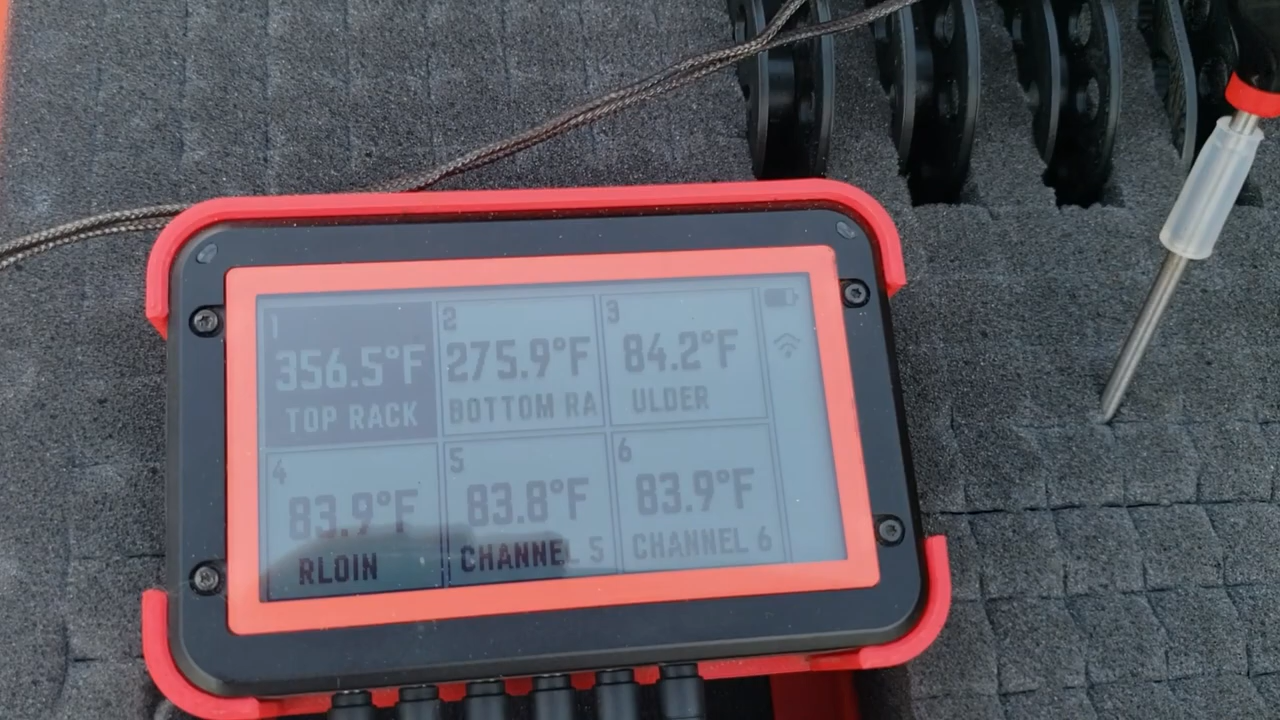 1 2 3
356.5°F 275.9°F 84.2°F
TOP RACK BOTTOM RA ULDER
4 5 6
83.9°F 83.8°F 83.9°F
RLOIN CHANNEL 5 CHANNEL 6